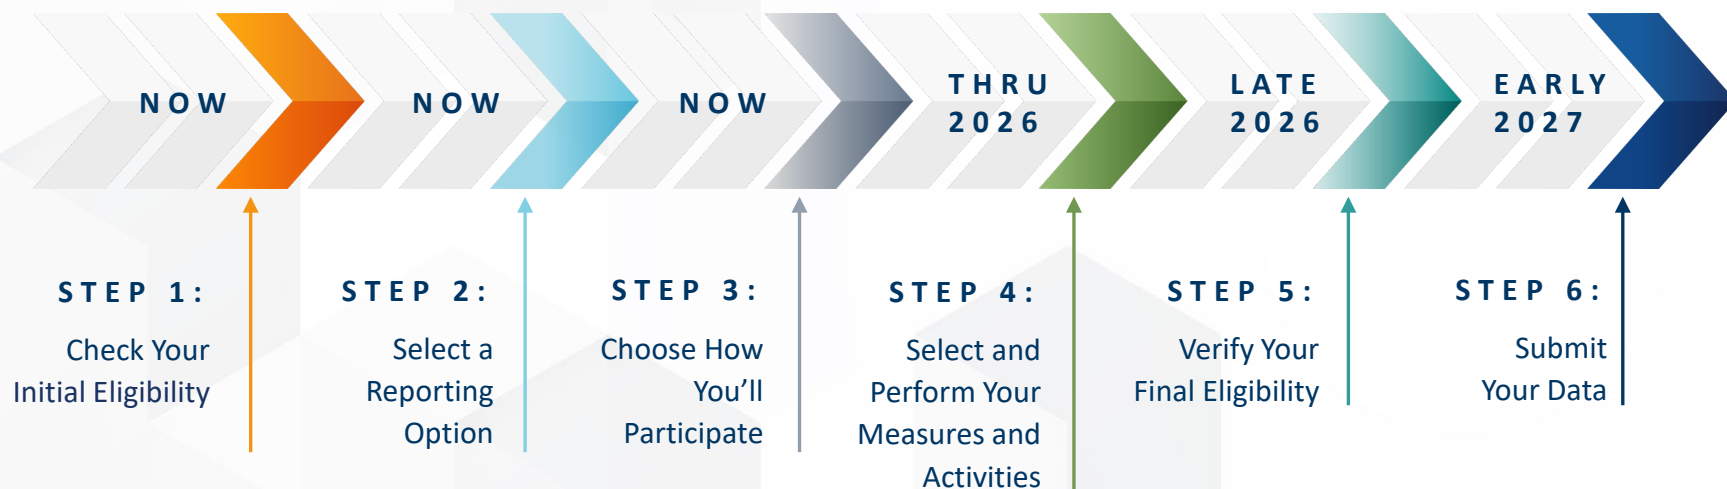 NOW
NOW
NOW
THRU
2026
LATE
2026
EARLY
2027
STEP 1:
Check Your
Initial Eligibility
STEP 2:
Select a
Reporting
Option
STEP 3:
Choose How
You’ll
Participate
STEP 4:
Select and
Perform Your
Measures and
Activities
STEP 5:
Verify Your
Final Eligibility
STEP 6:
Submit
Your Data